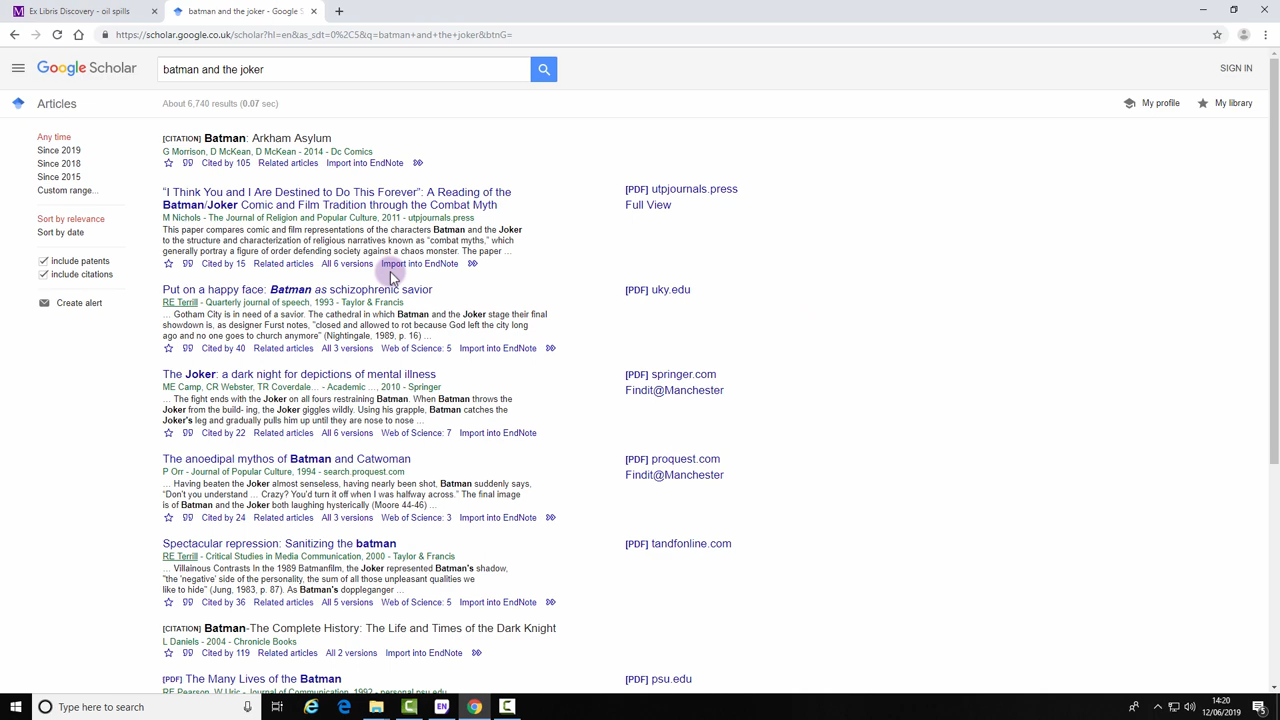 Ex Libris Discovery - oil spills
batman and the joker - Google S
https://scholar.google.co.uk/scholar?hl=en&as_sdt=0%2C5&q=batman+and+the+joker&btnG=
Google Scholar
batman and the joker
SIGN IN
Articles
About 6,740 results (0.07 sec)
My profile
My library
Any time
Since 2019
Since 2018
Since 2015
Custom range...
Sort by relevance
Sort by date
include patents
include citations
Create alert
[CITATION] Batman: Arkham Asylum
G Morrison, D McKean, D McKean - 2014 - Dc Comics
Cited by 105 Related articles Import into EndNote
“I Think You and I Are Destined to Do This Forever”: A Reading of the
Batman/Joker Comic and Film Tradition through the Combat Myth
M Nichols - The Journal of Religion and Popular Culture, 2011 - utpjournals.press
This paper compares comic and film representations of the characters Batman and the Joker
to the structure and characterization of religious narratives known as “combat myths,” which
generally portray a figure of order defending society against a chaos monster. The paper ...
Cited by 15 Related articles All 6 versions Import into EndNote
[PDF] utpjournals.press
Full View
Put on a happy face: Batman as schizophrenic savior
RE Terrill - Quarterly journal of speech, 1993 - Taylor & Francis
... Gotham City is in need of a savior. The cathedral in which Batman and the Joker stage their final
showdown is, as designer Furst notes, "closed and allowed to rot because God left the city long
ago and no one goes to church anymore" (Nightingale, 1989, p. 16) ...
Cited by 40 Related articles All 3 versions Web of Science: 5 Import into EndNote
[PDF] uky.edu
The Joker: a dark night for depictions of mental illness
ME Camp, CR Webster, TR Coverdale... - Academic ..., 2010 - Springer
... The fight ends with the Joker on all fours restraining Batman. When Batman throws the
Joker from the build- ing, the Joker giggles wildly. Using his grapple, Batman catches the
Joker's leg and gradually pulls him up until they are nose to nose ...
Cited by 22 Related articles All 6 versions Web of Science: 7 Import into EndNote
[PDF] springer.com
Findit@Manchester
The anoedipal mythos of Batman and Catwoman
P Orr - Journal of Popular Culture, 1994 - search.proquest.com
... Having beaten the Joker almost senseless, having nearly been shot, Batman suddenly says,
“Don't you understand ... Crazy? You'd turn it off when I was halfway across.” The final image
is of Batman and the Joker both laughing hysterically (Moore 44-46) ...
Cited by 24 Related articles All 3 versions Web of Science: 3 Import into EndNote
[PDF] proquest.com
Findit@Manchester
Spectacular repression: Sanitizing the batman
RE Terrill - Critical Studies in Media Communication, 2000 - Taylor & Francis
... Villainous Contrasts In the 1989 Batmanfilm, the Joker represented Batman's shadow,
"the 'negative' side of the personality, the sum of all those unpleasant qualities we
like to hide" (Jung, 1983, p. 87). As Batman's doppleganger ...
Cited by 36 Related articles All 5 versions Web of Science: 5 Import into EndNote
[PDF] tandfonline.com
[CITATION] Batman-The Complete History: The Life and Times of the Dark Knight
L Daniels - 2004 - Chronicle Books
Cited by 119 Related articles All 2 versions Import into EndNote
[PDF] The Many Lives of the Batman
RE Pearson, W Uric - Journal of Communication, 1992 - personal.psu.edu
[PDF] psu.edu
Type here to search
EN
14:20
12/06/2019
5